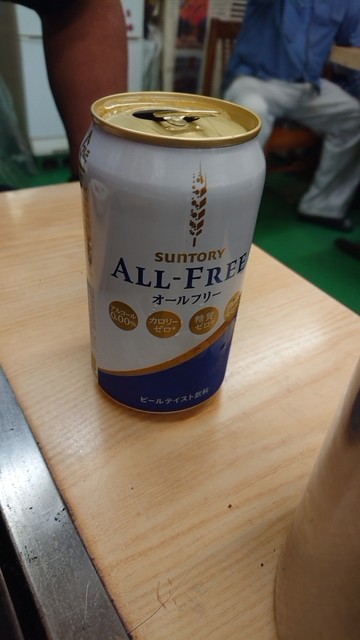 SUNTORY
ALL-FREE
オールフリー
アルコール
0.00%
カロリー
ゼロ*
糖質
ゼロ*
ビールテイスト飲料